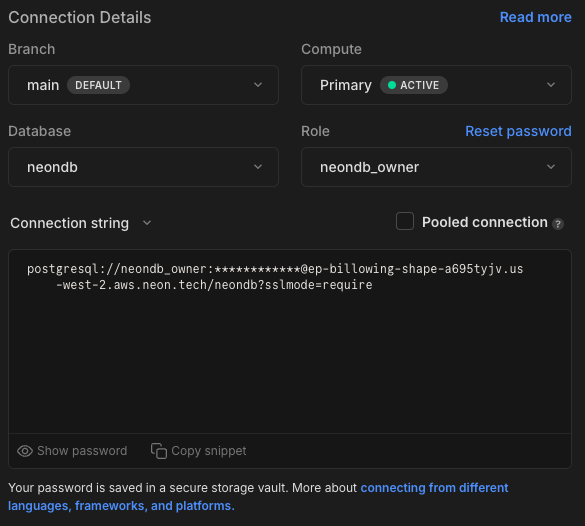 Connection Details Read more
Branch Compute
main DEFAULT Primary ACTIVE
Database Role Reset password
neondb neondb_owner
Connection string Pooled connection ?
postgresql://neondb_owner:************@ep-billowing-shape-a695tyjv.us
-west-2.aws.neon.tech/neondb?sslmode=require
Show password Copy snippet
Your password is saved in a secure storage vault. More about connecting from different
languages, frameworks, and platforms.